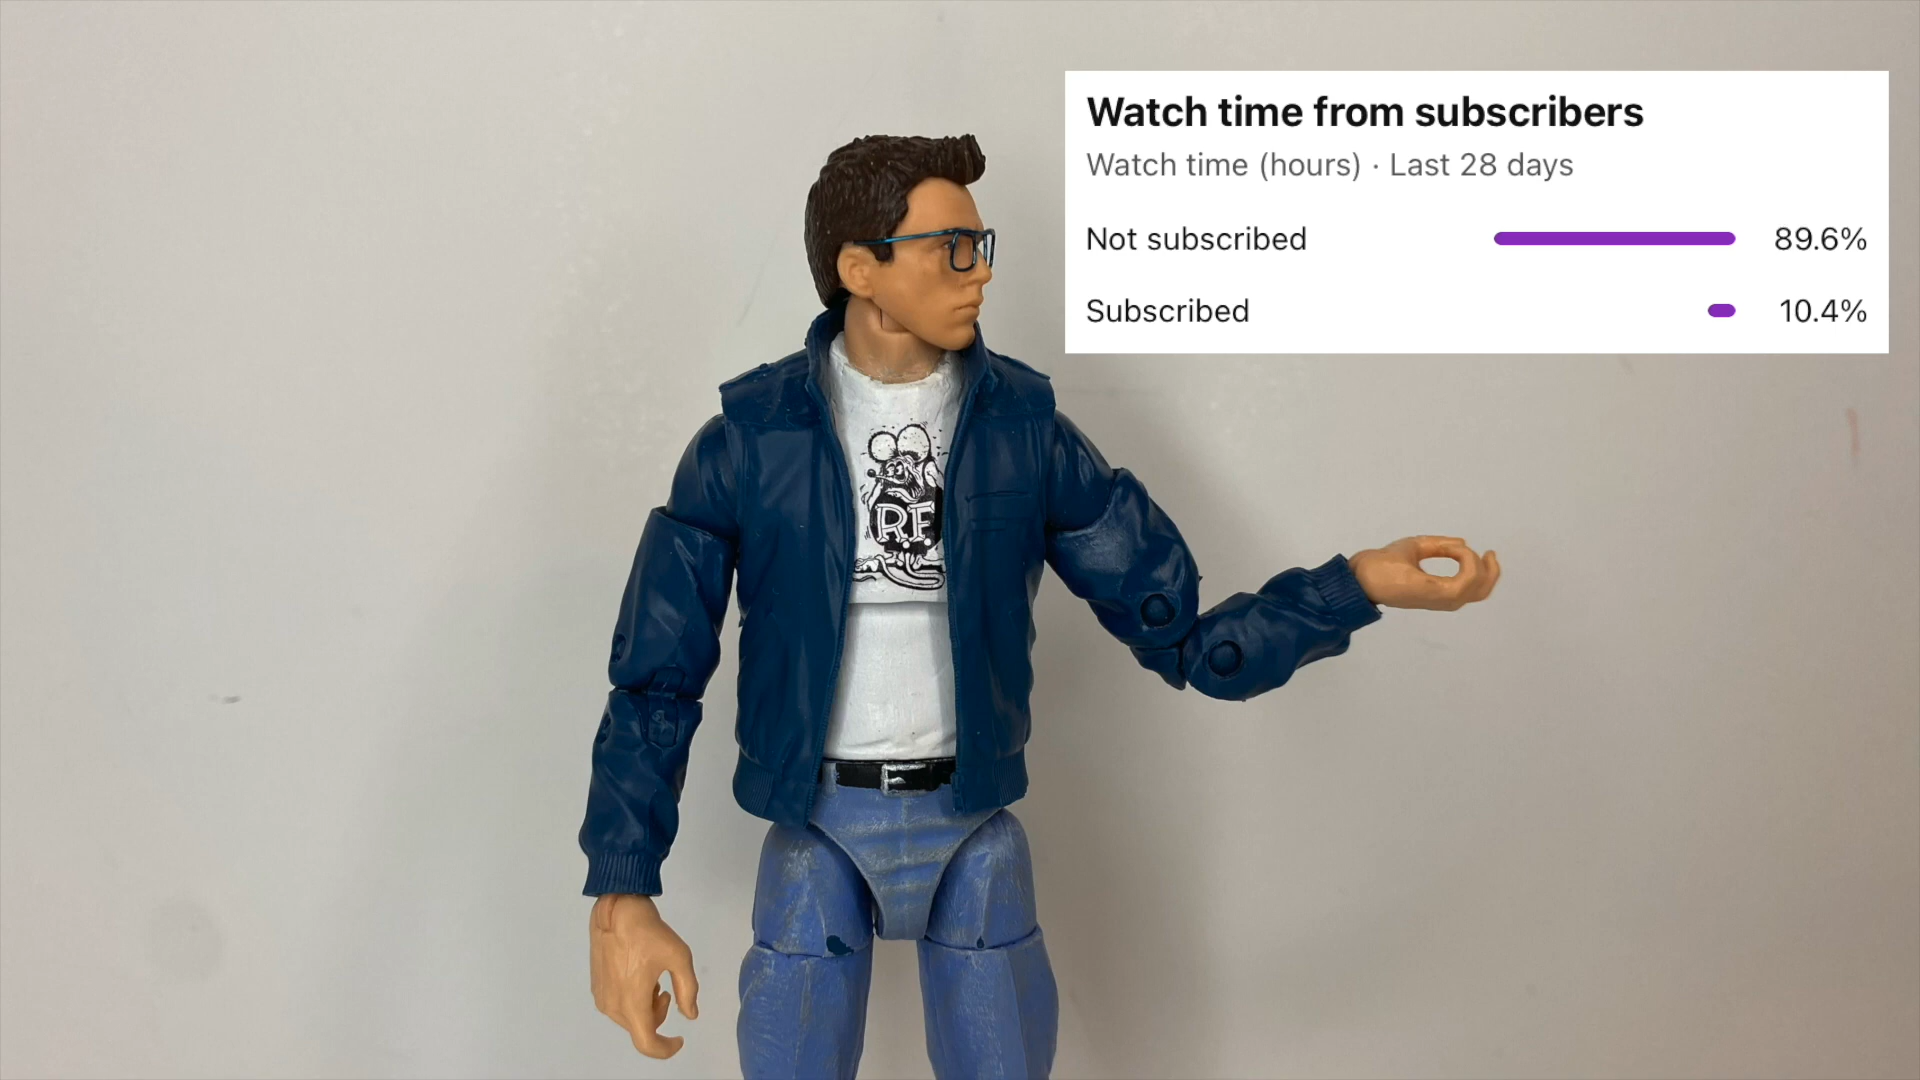 Watch time from subscribers
Watch time (hours) · Last 28 days
Not subscribed 89.6%
Subscribed 10.4%
R.F.